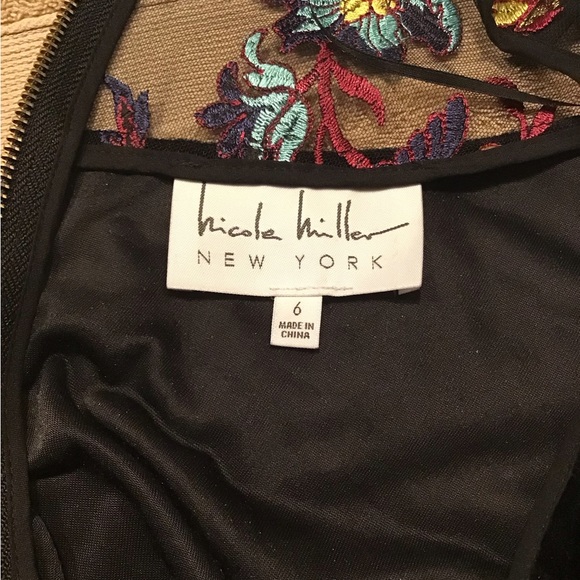 nicole miller
NEW YORK
6
MADE IN
CHINA